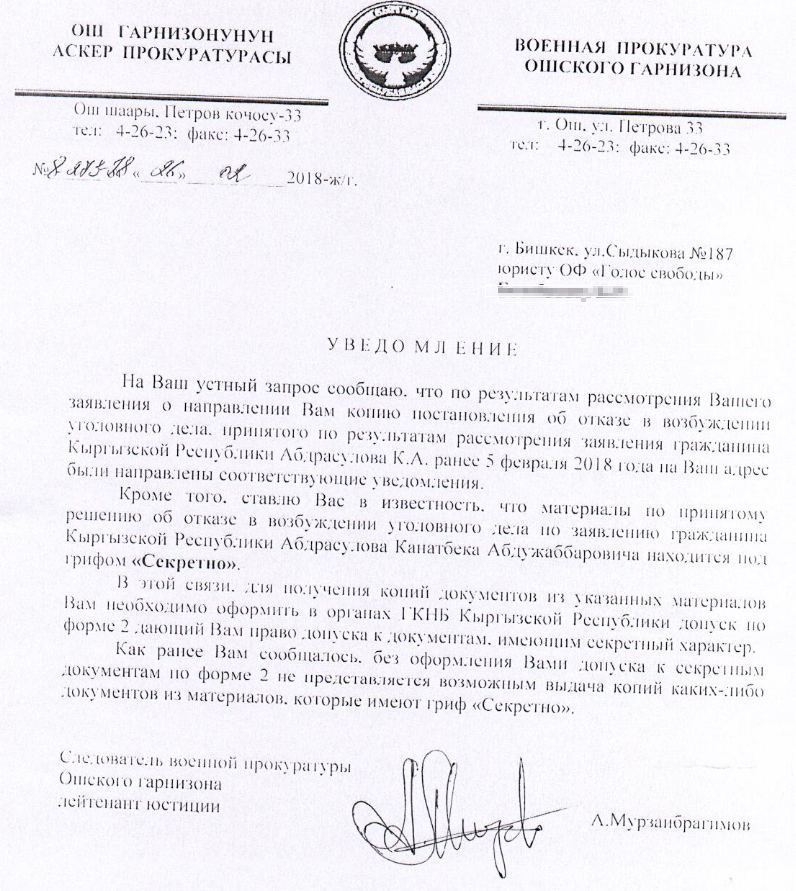 ОШ ГАРНИЗОНУНУН
АСКЕР ПРОКУРАТУРАСЫ
Ош шаары, Петров көчөсү-33
тел: 4-26-23; факс: 4-26-33
№ « 26 » 02 2018-ж/г.
ВОЕННАЯ ПРОКУРАТУРА
ОШСКОГО ГАРНИЗОНА
г. Ош, ул. Петрова 33
тел: 4-26-23; факс: 4-26-33
г. Бишкек, ул.Сыдыкова №187
юристу ОФ «Голос свободы»
УВЕДОМЛЕНИЕ
На Ваш устный запрос сообщаю, что по результатам рассмотрения Вашего
заявления о направлении Вам копию постановления об отказе в возбуждении
уголовного дела, принятого по результатам рассмотрения заявления гражданина
Кыргызской Республики Абдрасулова К.А. ранее 5 февраля 2018 года на Ваш адрес
были направлены соответствующие уведомления.
Кроме того, ставлю Вас в известность, что материалы по принятому
решению об отказе в возбуждении уголовного дела по заявлению гражданина
Кыргызской Республики Абдрасулова Канатбека Абдужаббаровича находится под
грифом «Секретно».
В этой связи, для получения копий документов из указанных материалов
Вам необходимо оформить в органах ГКНБ Кыргызской Республики допуск по
форме 2 дающий Вам право допуска к документам, имеющим секретный характер.
Как ранее Вам сообщалось, без оформления Вами допуска к секретным
документам по форме 2 не представляется возможным выдача копий каких-либо
документов из материалов, которые имеют гриф «Секретно».
Следователь военной прокуратуры
Ошского гарнизона
лейтенант юстиции
А.Мурзаибрагимов